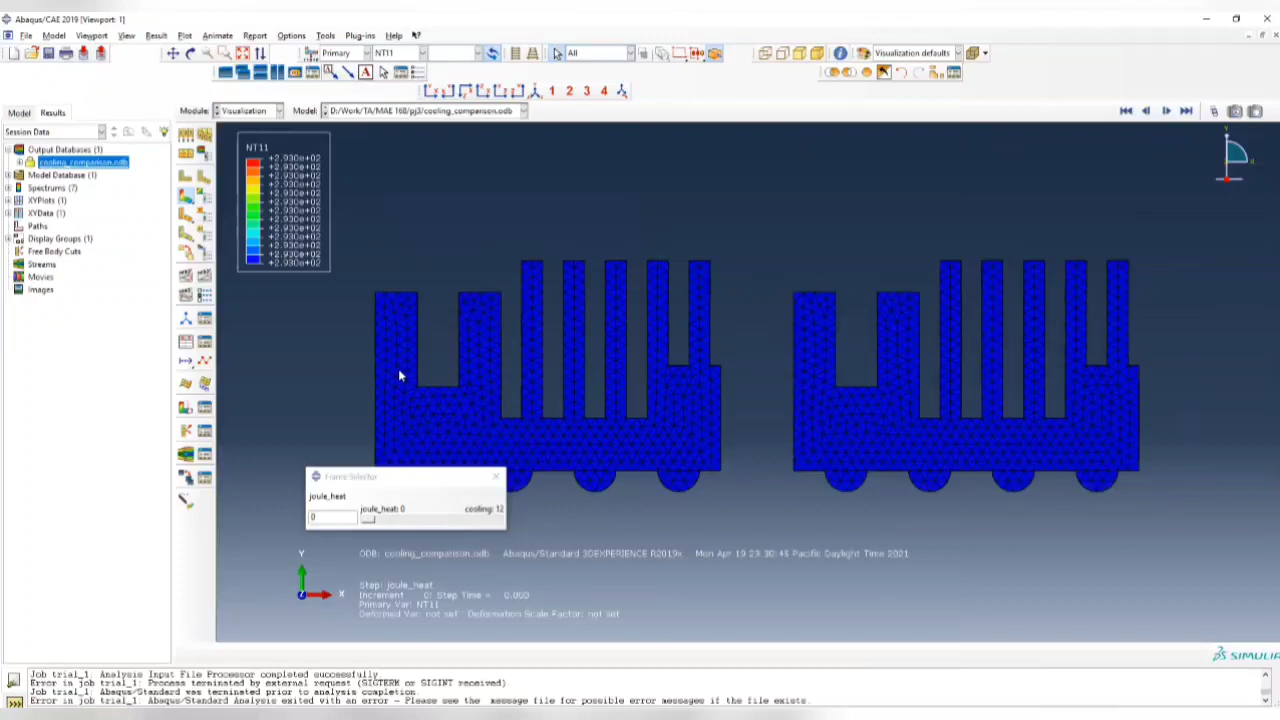 Abaqus/CAE 2019 [Viewport: 1]
File Model Viewport View Result Plot Animate Report Options Tools Plug-ins Help
Primary NT11 All Visualization defaults
1 2 3 4
Model Results Module: Visualization Model: D:/Work/TA/MAE 168/pj3/cooling_comparison.odb
Session Data
Output Databases (1)
cooling_comparison.odb
Model Database (1)
Spectrums (7)
XYPlots (1)
XYData (1)
Paths
Display Groups (1)
Free Body Cuts
Streams
Movies
Images
NT11
+2.930e+02
+2.930e+02
+2.930e+02
+2.930e+02
+2.930e+02
+2.930e+02
+2.930e+02
+2.930e+02
+2.930e+02
+2.930e+02
+2.930e+02
+2.930e+02
+2.930e+02
Y
Frame Selector
joule_heat
joule_heat: 0 cooling: 12
0
Y
X
ODB: cooling_comparison.odb Abaqus/Standard 3DEXPERIENCE R2019x Mon Apr 19 23:30:45 Pacific Daylight Time 2021
Step: joule_heat
Increment 0: Step Time = 0.000
Primary Var: NT11
Deformed Var: not set Deformation Scale Factor: not set
SIMULIA
Job trial_1: Analysis Input File Processor completed successfully
Error in job trial_1: Process terminated by external request (SIGTERM or SIGINT received)
Job trial_1: Abaqus/Standard was terminated prior to analysis completion.
Error in job trial_1: Abaqus/Standard Analysis exited with an error - Please see the message file for possible error messages if the file exists.